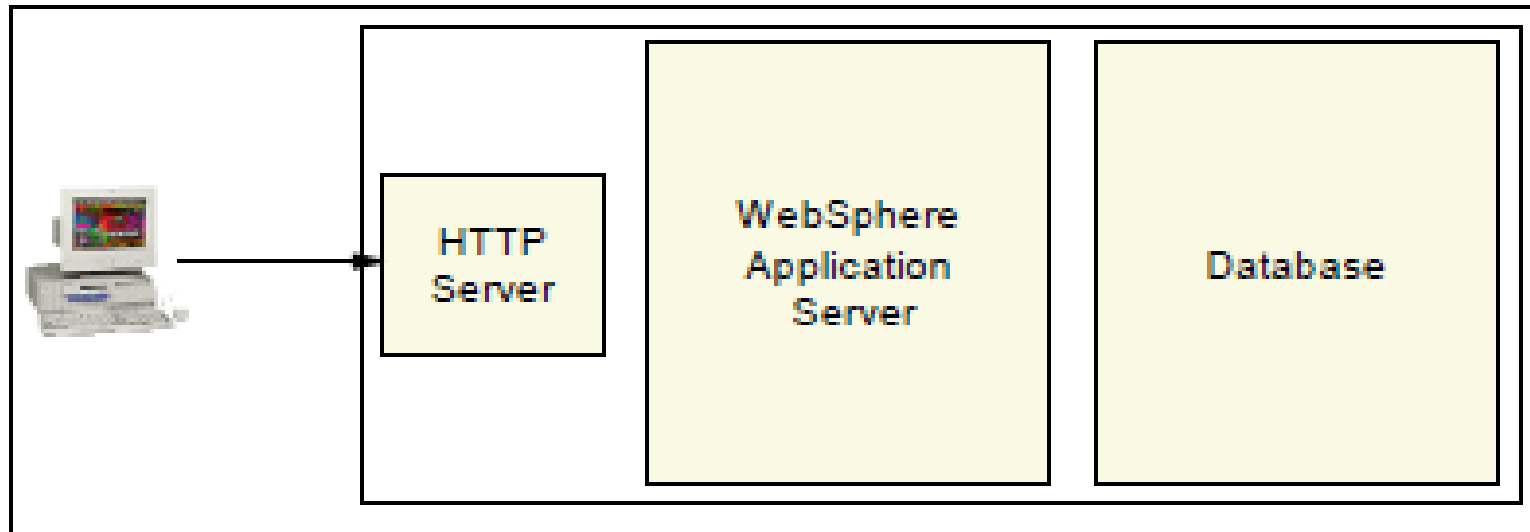 HTTP
Server
WebSphere
Application
Server
Database